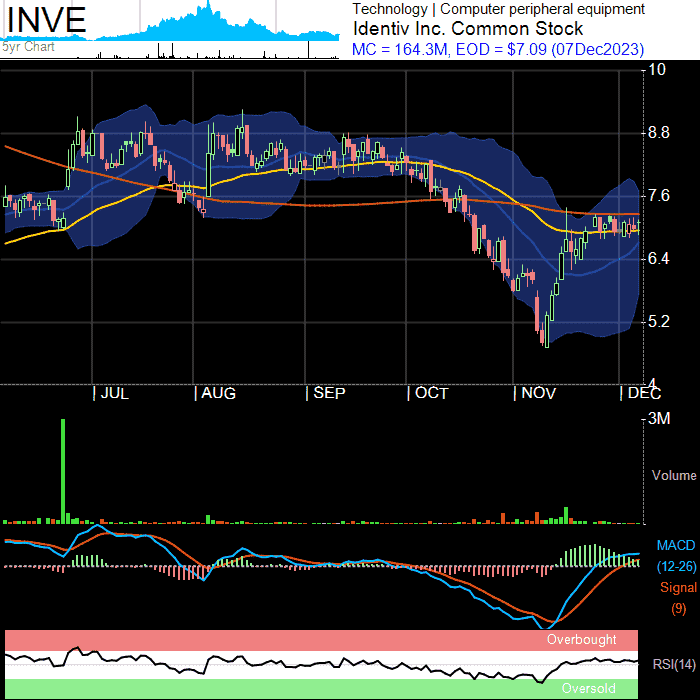 INVE
5yr Chart
Technology | Computer peripheral equipment
Identiv Inc. Common Stock
MC = 164.3M, EOD = $7.09 (07Dec2023)
10
8.8
7.6
6.4
5.2
4
JUL
AUG
SEP
OCT
NOV
DEC
3M
Volume
MACD
(12-26)
Signal
(9)
Overbought
RSI(14)
Oversold